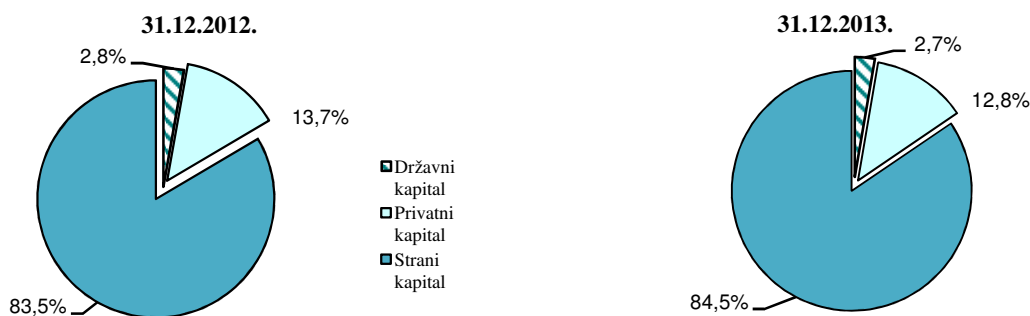 31.12.2012.
2,8%
13,7%
83,5%
Državni
kapital
Privatni
kapital
Strani
kapital
31.12.2013.
2,7%
12,8%
84,5%